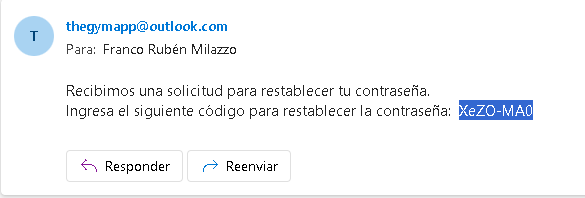 T
thegymapp@outlook.com
Para: Franco Rubén Milazzo
Recibimos una solicitud para restablecer tu contraseña.
Ingresa el siguiente código para restablecer la contraseña: XeZO-MA0
Responder
Reenviar